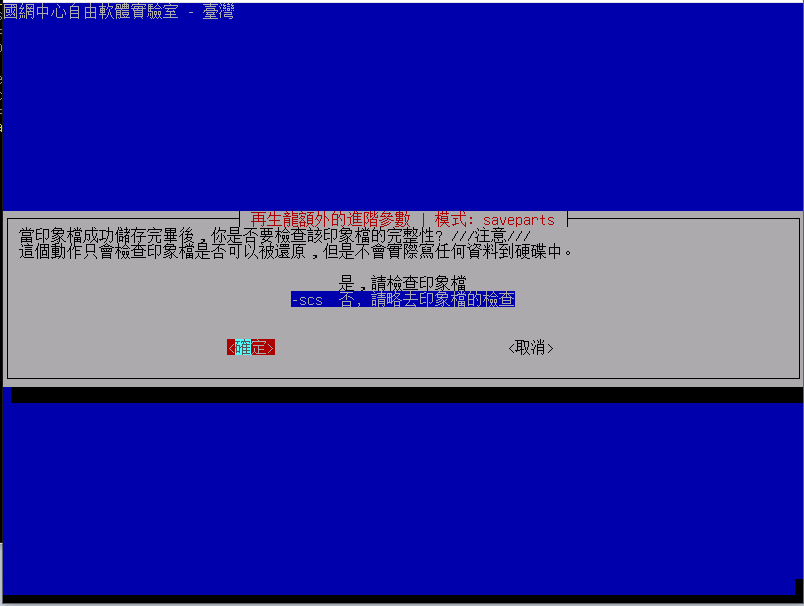 國網中心自由軟體實驗室 - 臺灣
再生龍額外的進階參數 | 模式: saveparts
當印象檔成功儲存完畢後,你是否要檢查該印象檔的完整性? ///注意///
這個動作只會檢查印象檔是否可以被還原,但是不會實際寫任何資料到硬碟中。
是,請檢查印象檔
-scs 否, 請略去印象檔的檢查
<確定> <取消>